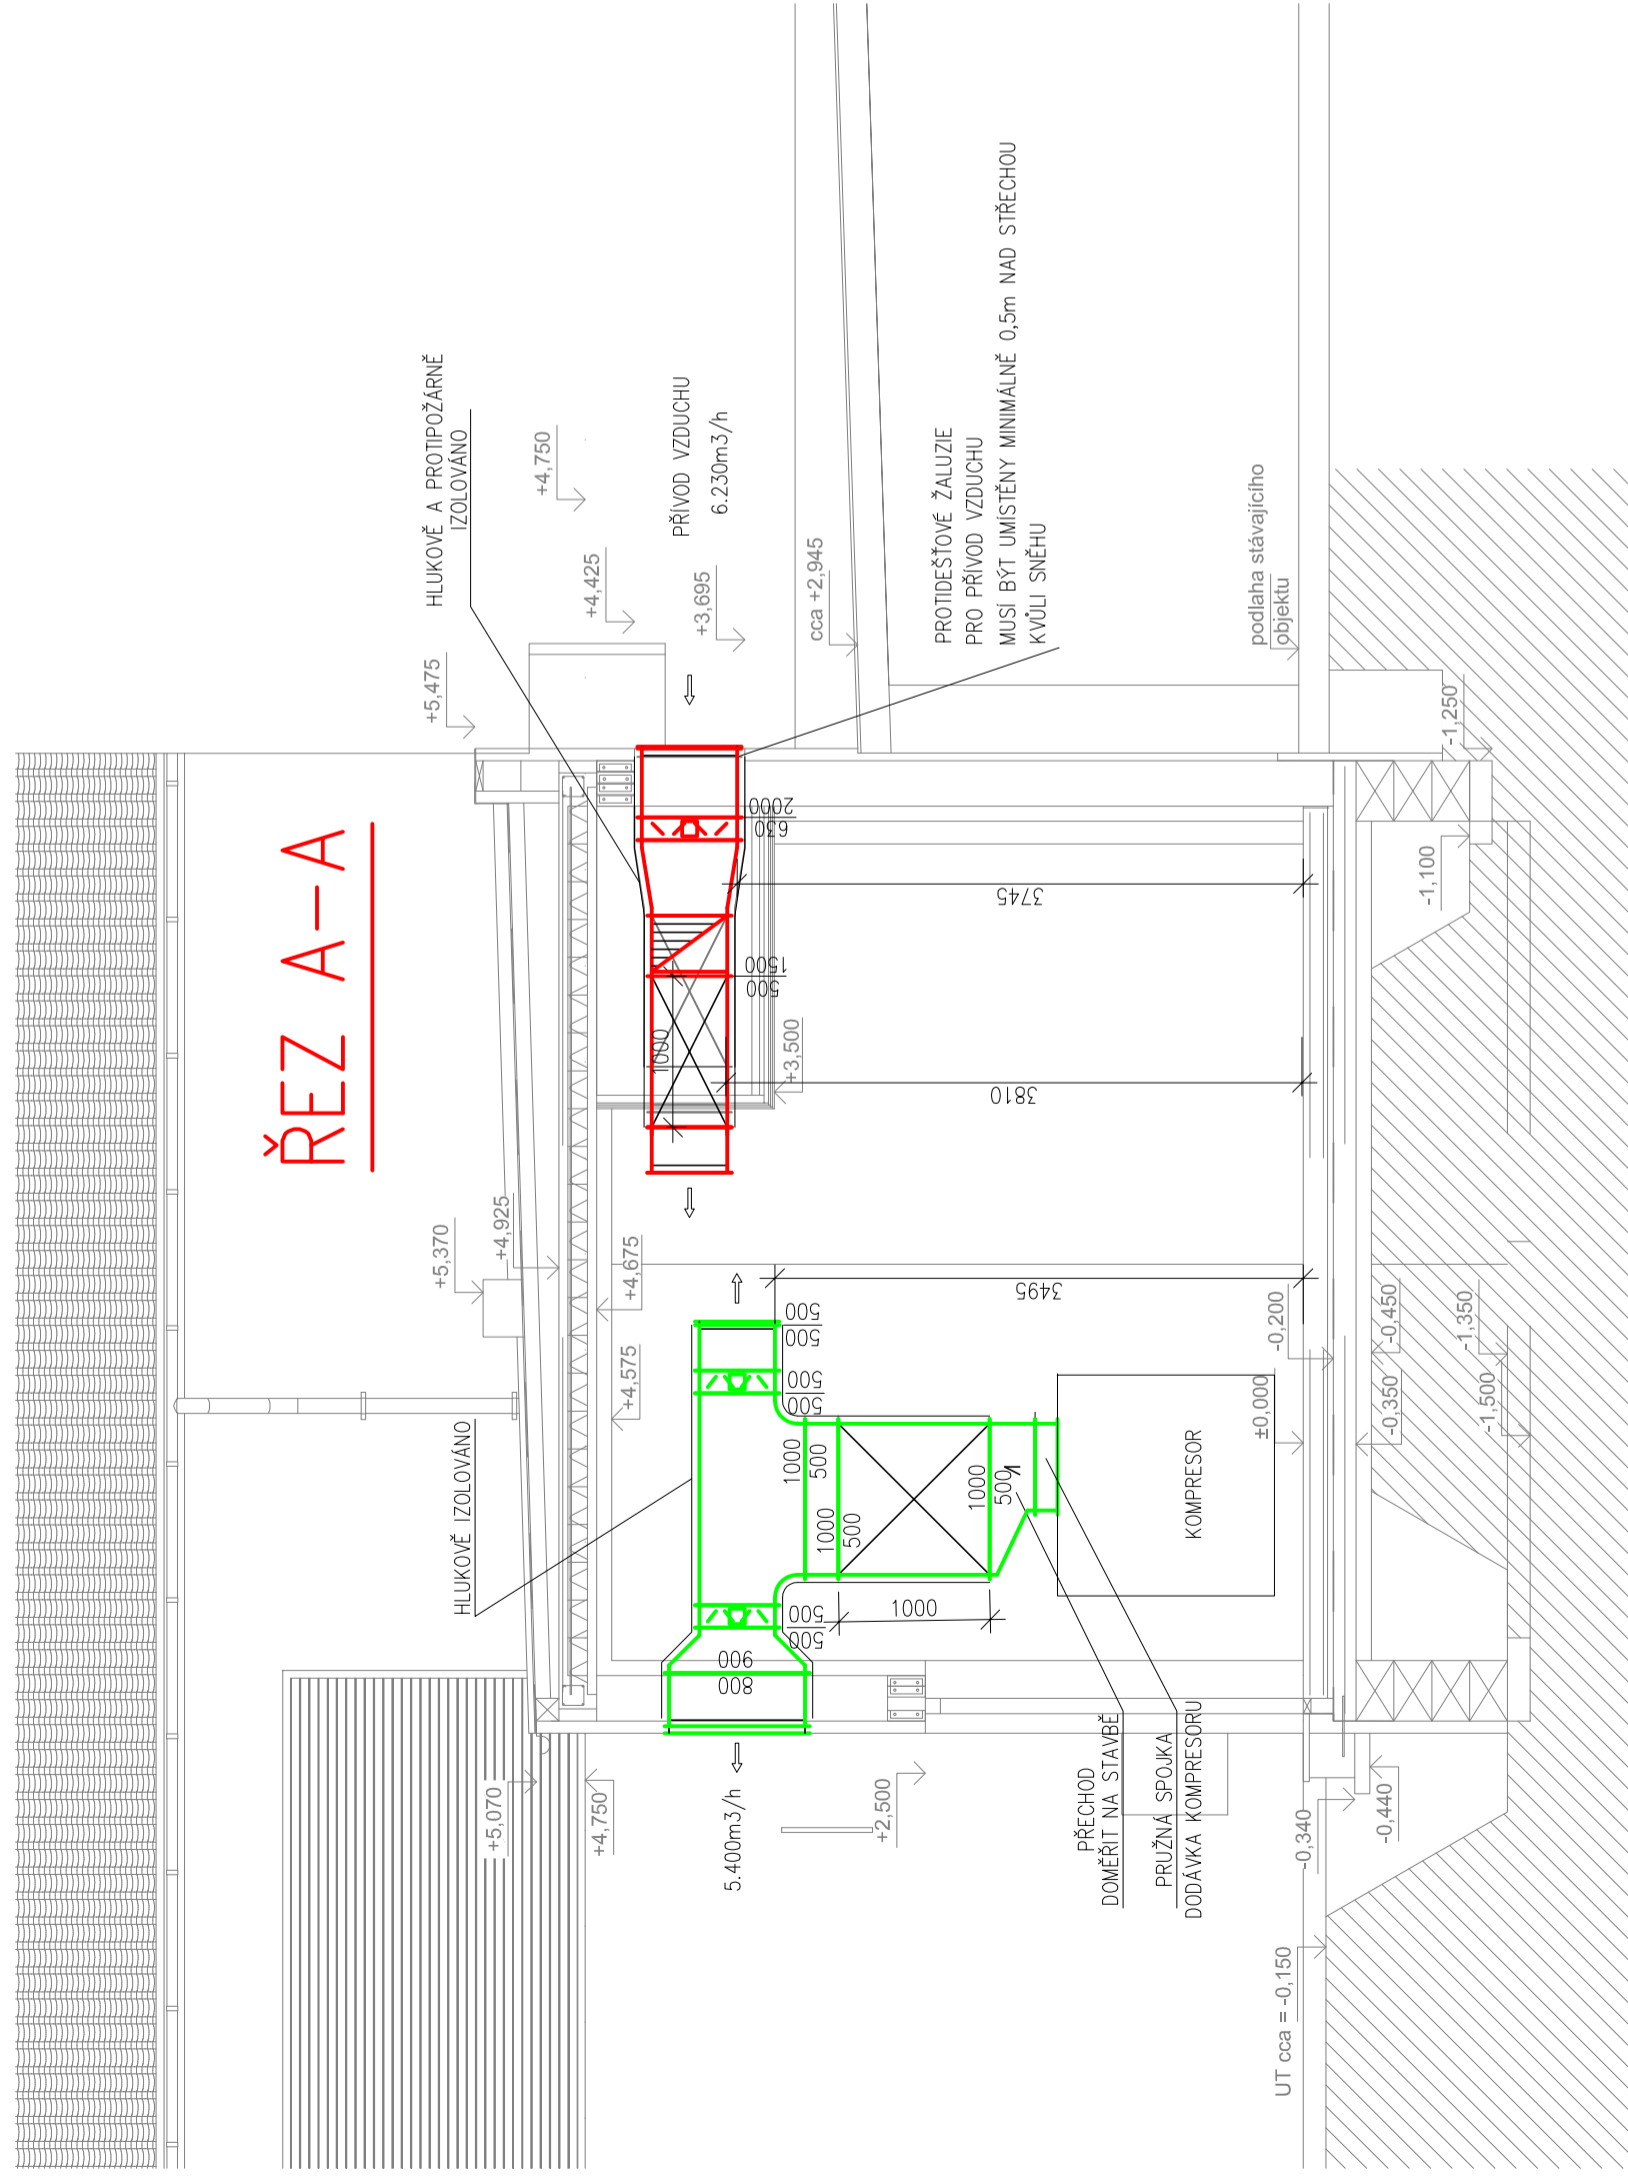 ŘEZ A--A
HLUKOVĚ A PROTIPOŽÁRNĚ
IZOLOVÁNO
+5,475
+4,750
+4,425
+3,695
PŘÍVOD VZDUCHU
6.230m3/h
cca +2,945
PROTIDEŠŤOVÉ ŽALUZIE
PRO PŘÍVOD VZDUCHU
MUSÍ BÝT UMÍSTĚNY MINIMÁLNĚ 0,5m NAD STŘECHOU
KVŮLI SNĚHU
podlaha stávajícího
objektu
-1,250
-1,100
2000
630
3745
1500
500
1000
+3,500
3810
+5,370
+4,925
+4,675
+4,575
3495
500
500
500
500
1000
500
1000
500
1000
500
1000
500
500
900
800
HLUKOVĚ IZOLOVÁNO
KOMPRESOR
±0,000
-0,200
-0,450
-0,350
-1,350
-1,500
+5,070
+4,750
5.400m3/h
+2,500
PŘECHOD
DOMĚŘIT NA STAVBĚ
PRUŽNÁ SPOJKA
DODÁVKA KOMPRESORU
-0,340
-0,440
UT cca = -0,150